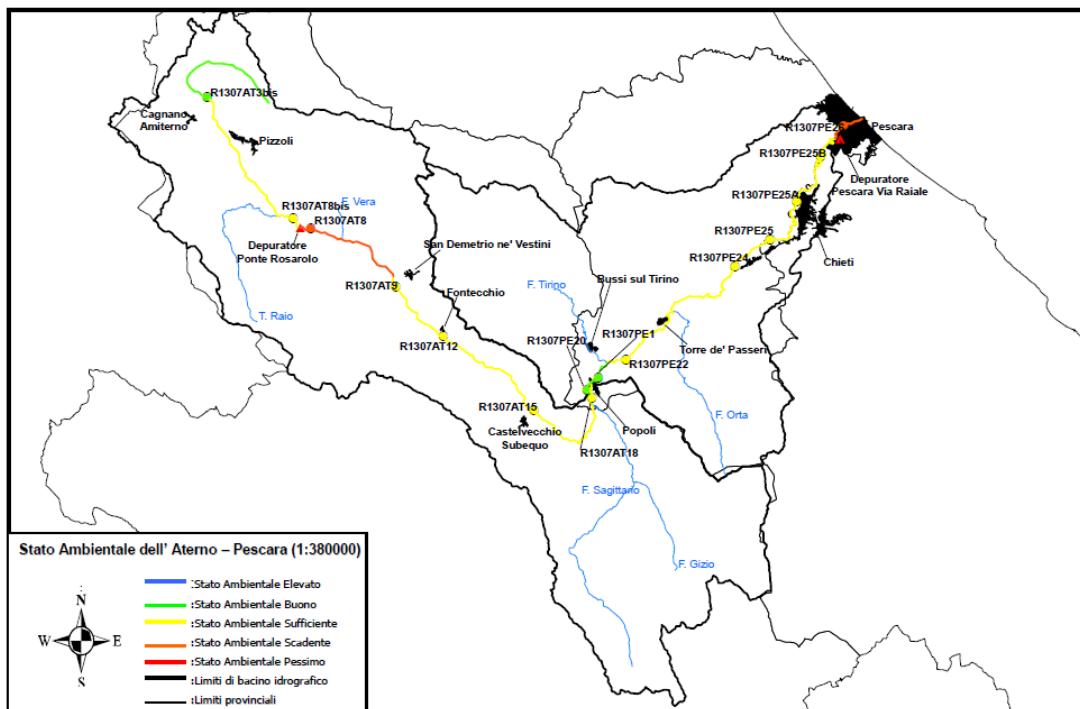 R1307AT3bis
Cagnano
Amiterno
Pizzoli
R1307AT8bis
F. Vera
R1307AT8
Depuratore
Ponte Rosarolo
San Demetrio ne' Vestini
R1307AT9
Fontecchio
T. Raio
R1307AT12
R1307AT15
Castelvecchio
Subequo
R1307AT18
F. Tirino
Bussi sul Tirino
R1307PE20
R1307PE1
Torre de' Passeri
R1307PE22
Popoli
F. Orta
F. Sagittario
F. Gizio
R1307PE26
Pescara
R1307PE25B
Depuratore
Pescara Via Raiale
R1307PE25A
R1307PE25
R1307PE24
Chieti
Stato Ambientale dell' Aterno – Pescara (1:380000)
N
W
E
S
:Stato Ambientale Elevato
:Stato Ambientale Buono
:Stato Ambientale Sufficiente
:Stato Ambientale Scadente
:Stato Ambientale Pessimo
:Limiti di bacino idrografico
:Limiti provinciali